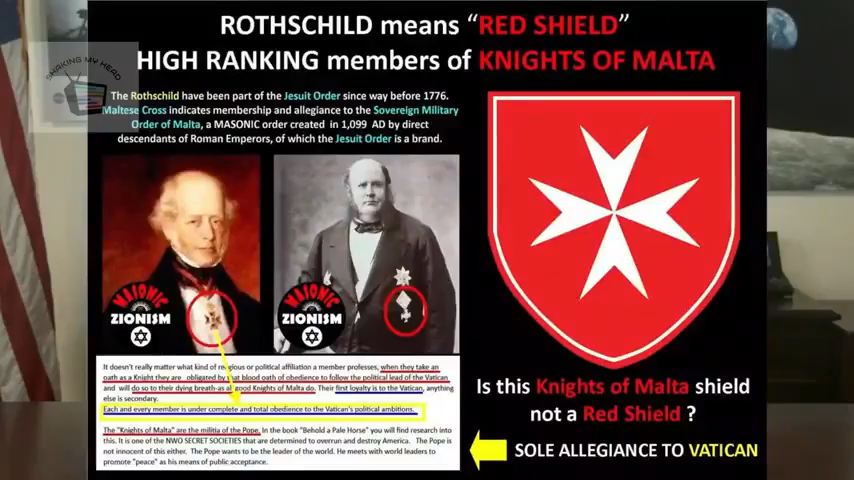 ROTHSCHILD means “RED SHIELD”
HIGH RANKING members of KNIGHTS OF MALTA
SHAKING MY HEAD
The Rothschild have been part of the Jesuit Order since way before 1776.
Maltese Cross indicates membership and allegiance to the Sovereign Military
Order of Malta, a MASONIC order created in 1,099 AD by direct
descendants of Roman Emperors, of which the Jesuit Order is a brand.
MASONIC
ZIONISM
MASONIC
ZIONISM
It doesn't really matter what kind of religious or political affiliation a member professes, when they take an
oath as a Knight they are obligated by that blood oath of obedience to follow the political lead of the Vatican,
and will do so to their dying breath-as all good Knights of Malta do. Their first loyalty is to the Vatican, anything
else is secondary.
Each and every member is under complete and total obedience to the Vatican's political ambitions.
The "Knights of Malta" are the militia of the Pope. In the book "Behold a Pale Horse" you will find research into
this. It is one of the NWO SECRET SOCIETIES that are determined to overrun and destroy America. The Pope is
not innocent of this either. The Pope wants to be the leader of the world. He meets with world leaders to
promote "peace" as his means of public acceptance.
Is this Knights of Malta shield
not a Red Shield ?
SOLE ALLEGIANCE TO VATICAN